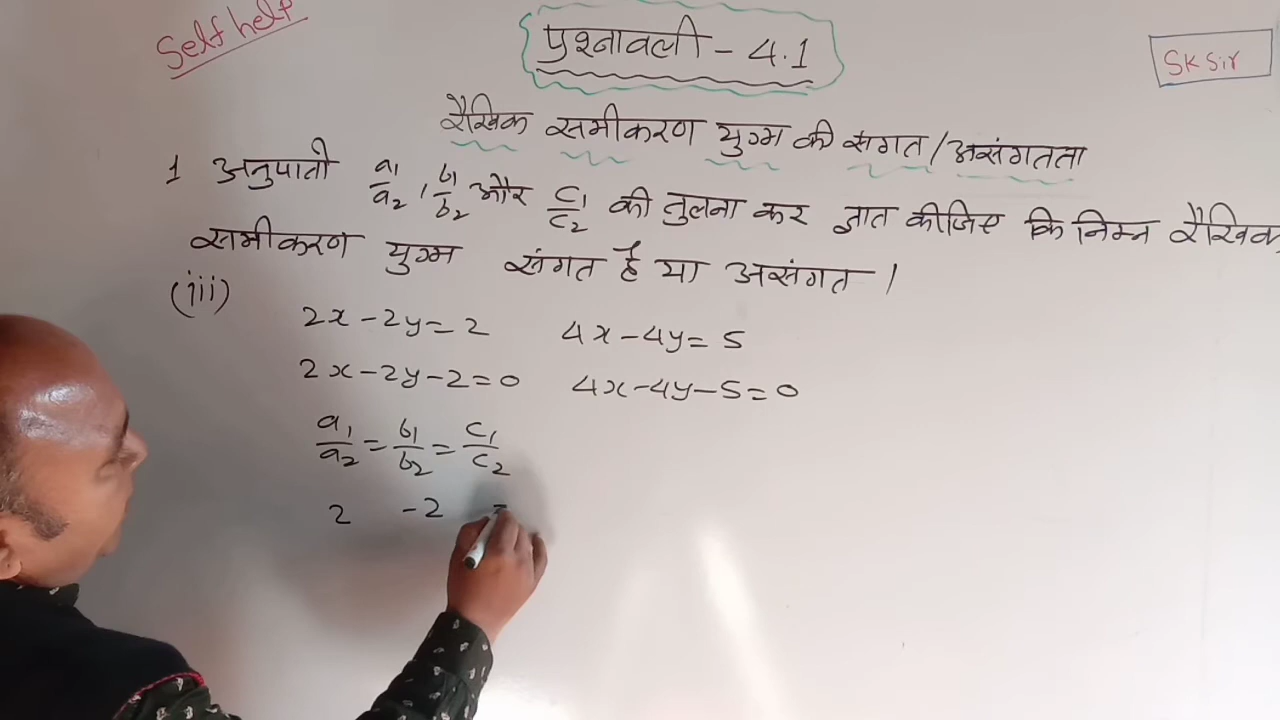 Self help
प्रश्नावली - 4.1
SK Sir
रैखिक समीकरण युग्म की संगत / असंगतता
1 अनुपातो a₁/a₂, b₁/b₂ और c₁/c₂ की तुलना कर ज्ञात कीजिए कि निम्न रैखिक
समीकरण युग्म संगत है या असंगत ।
(iii)
2x - 2y = 2 4x - 4y = 5
2x - 2y - 2 = 0 4x - 4y - 5 = 0
a₁/a₂ = b₁/b₂ = c₁/c₂
2 -2